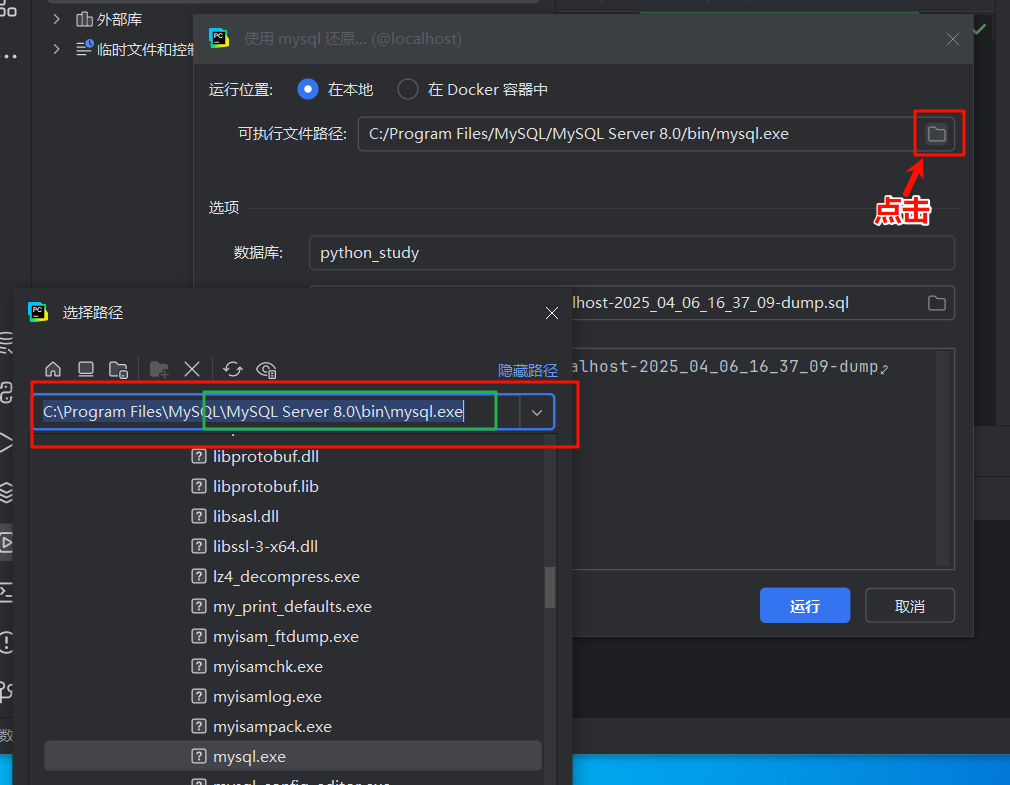 外部库
临时文件和控制
使用 mysql 还原... (@localhost)
运行位置:
在本地
在 Docker 容器中
可执行文件路径:
C:/Program Files/MySQL/MySQL Server 8.0/bin/mysql.exe
点击
选项
数据库:
python_study
lhost-2025_04_06_16_37_09-dump.sql
alhost-2025_04_06_16_37_09-dump.
运行
取消
选择路径
隐藏路径
C:\Program Files\MySQL\MySQL Server 8.0\bin\mysql.exe
libprotobuf.dll
libprotobuf.lib
libsasl.dll
libssl-3-x64.dll
lz4_decompress.exe
my_print_defaults.exe
myisam_ftdump.exe
myisamchk.exe
myisamlog.exe
myisampack.exe
mysql.exe
mysql_config_editor.exe
数